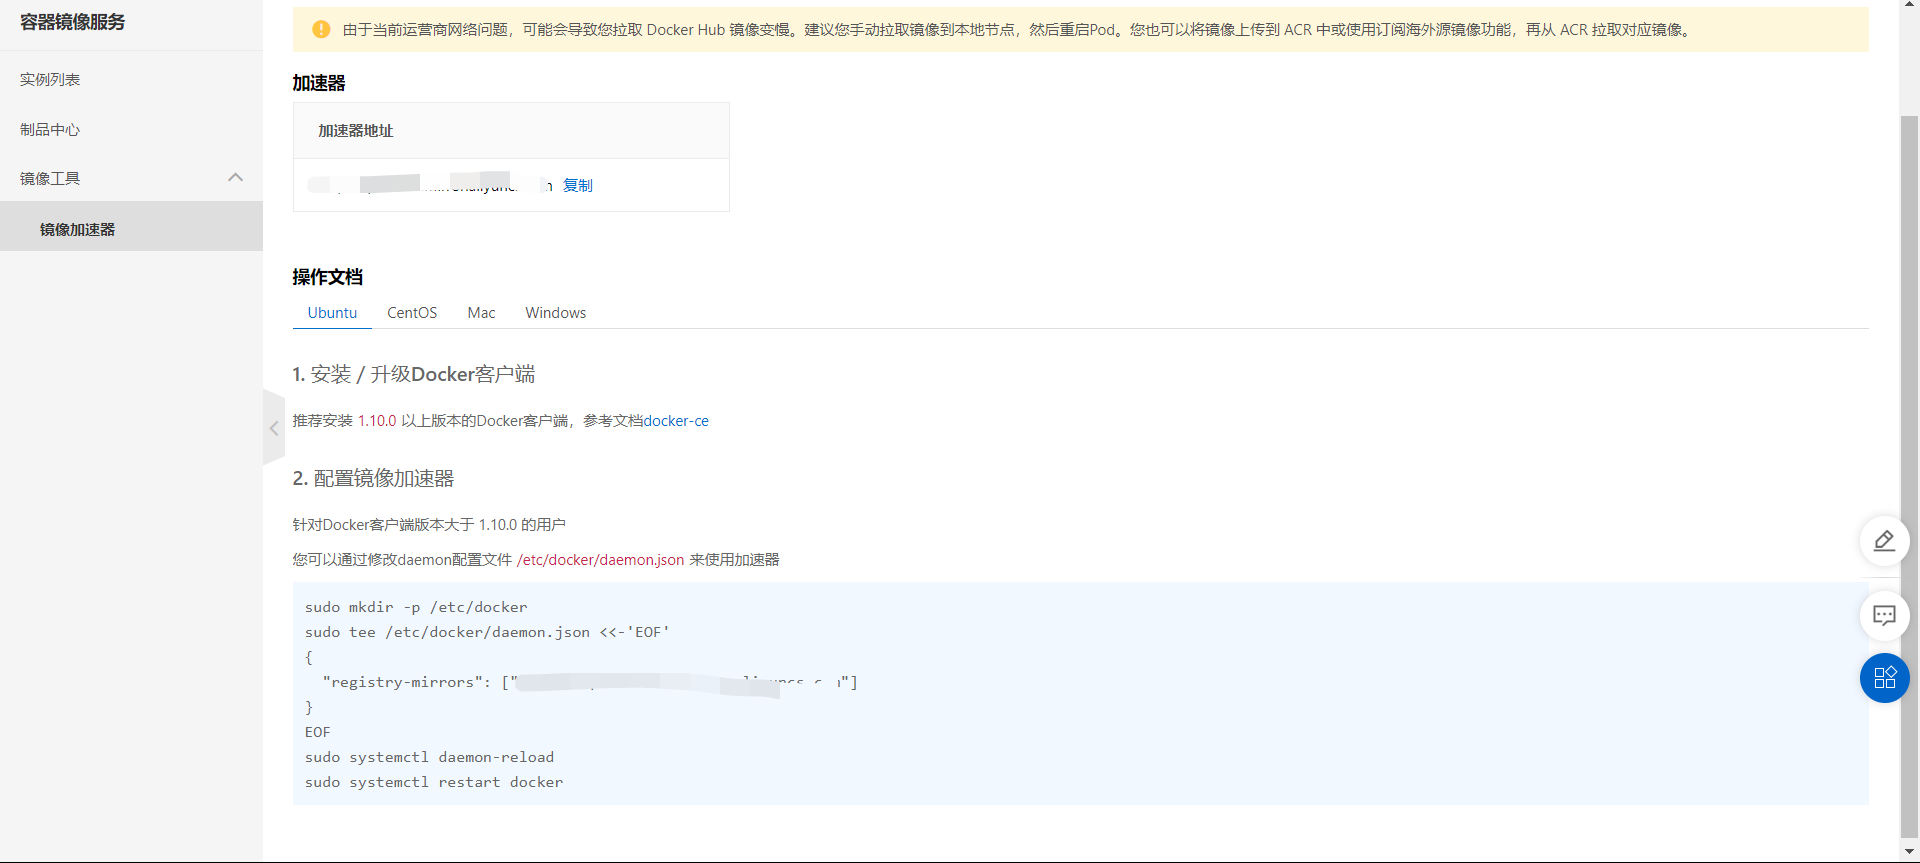 容器镜像服务
实例列表
制品中心
镜像工具
镜像加速器
由于当前运营商网络问题，可能会导致您拉取 Docker Hub 镜像变慢。建议您手动拉取镜像到本地节点，然后重启Pod。您也可以将镜像上传到 ACR 中或使用订阅海外源镜像功能，再从 ACR 拉取对应镜像。
加速器
加速器地址
复制
操作文档
Ubuntu CentOS Mac Windows
1. 安装 / 升级Docker客户端
推荐安装 1.10.0 以上版本的Docker客户端，参考文档docker-ce
2. 配置镜像加速器
针对Docker客户端版本大于 1.10.0 的用户
您可以通过修改daemon配置文件 /etc/docker/daemon.json 来使用加速器
sudo mkdir -p /etc/docker
sudo tee /etc/docker/daemon.json <<-'EOF'
{
"registry-mirrors": [" "]
}
EOF
sudo systemctl daemon-reload
sudo systemctl restart docker